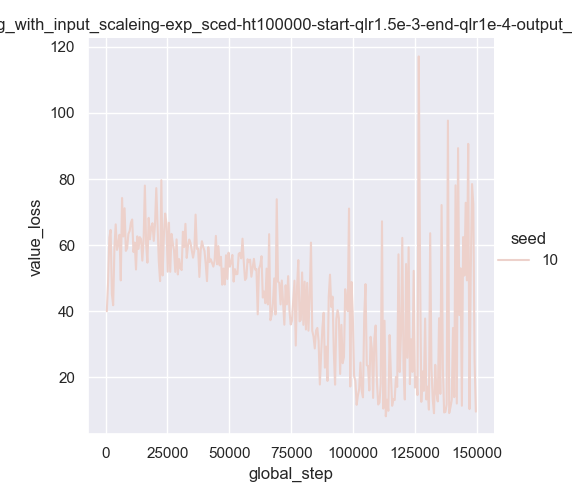 g_with_input_scaleing-exp_sced-ht100000-start-qlr1.5e-3-end-qlr1e-4-output_
120
100
80
60
40
20
value_loss
0 25000 50000 75000 100000 125000 150000
global_step
seed
10